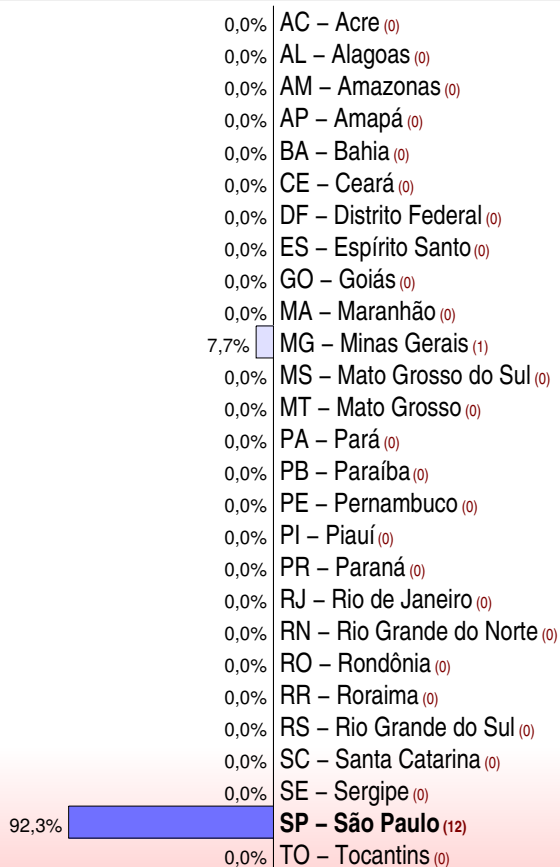 0,0% AC – Acre (0)
0,0% AL – Alagoas (0)
0,0% AM – Amazonas (0)
0,0% AP – Amapá (0)
0,0% BA – Bahia (0)
0,0% CE – Ceará (0)
0,0% DF – Distrito Federal (0)
0,0% ES – Espírito Santo (0)
0,0% GO – Goiás (0)
0,0% MA – Maranhão (0)
7,7% MG – Minas Gerais (1)
0,0% MS – Mato Grosso do Sul (0)
0,0% MT – Mato Grosso (0)
0,0% PA – Pará (0)
0,0% PB – Paraíba (0)
0,0% PE – Pernambuco (0)
0,0% PI – Piauí (0)
0,0% PR – Paraná (0)
0,0% RJ – Rio de Janeiro (0)
0,0% RN – Rio Grande do Norte (0)
0,0% RO – Rondônia (0)
0,0% RR – Roraima (0)
0,0% RS – Rio Grande do Sul (0)
0,0% SC – Santa Catarina (0)
0,0% SE – Sergipe (0)
92,3% SP – São Paulo (12)
0,0% TO – Tocantins (0)